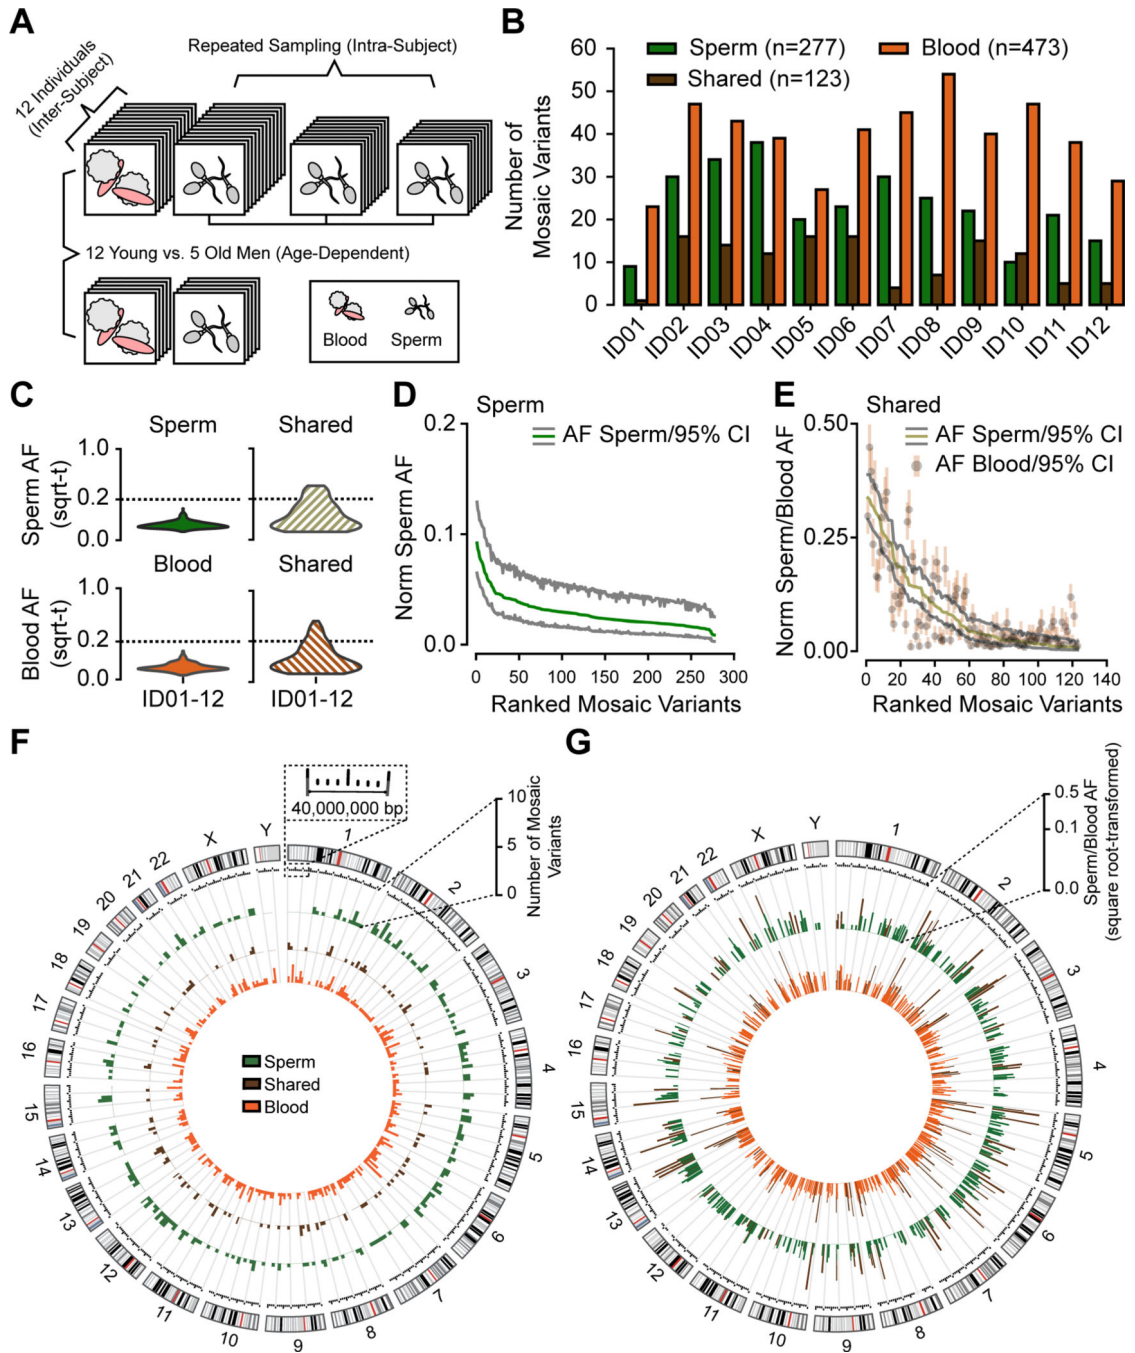 A
Repeated Sampling (Intra-Subject)
12 Individuals
(Inter-Subject)
12 Young vs. 5 Old Men (Age-Dependent)
Blood
Sperm
B
Number of
Mosaic Variants
60
50
40
30
20
10
0
Sperm (n=277)
Blood (n=473)
Shared (n=123)
ID01
ID02
ID03
ID04
ID05
ID06
ID07
ID08
ID09
ID10
ID11
ID12
C
Sperm
Shared
Sperm AF
(sqrt-t)
1.0
0.2
0.0
Blood
Shared
Blood AF
(sqrt-t)
1.0
0.2
0.0
ID01-12
ID01-12
D
Sperm
AF Sperm/95% CI
Norm Sperm AF
0.2
0.1
0.0
0
50
100
150
200
250
300
Ranked Mosaic Variants
E
Shared
AF Sperm/95% CI
AF Blood/95% CI
Norm Sperm/Blood AF
0.50
0.25
0.00
0
20
40
60
80
100
120
140
Ranked Mosaic Variants
F
40,000,000 bp
10
5
0
Number of Mosaic
Variants
1
2
3
4
5
6
7
8
9
10
11
12
13
14
15
16
17
18
19
20
21
22
X
Y
Sperm
Shared
Blood
G
0.5
0.1
0.0
Sperm/Blood AF
(square root-transformed)
1
2
3
4
5
6
7
8
9
10
11
12
13
14
15
16
17
18
19
20
21
22
X
Y